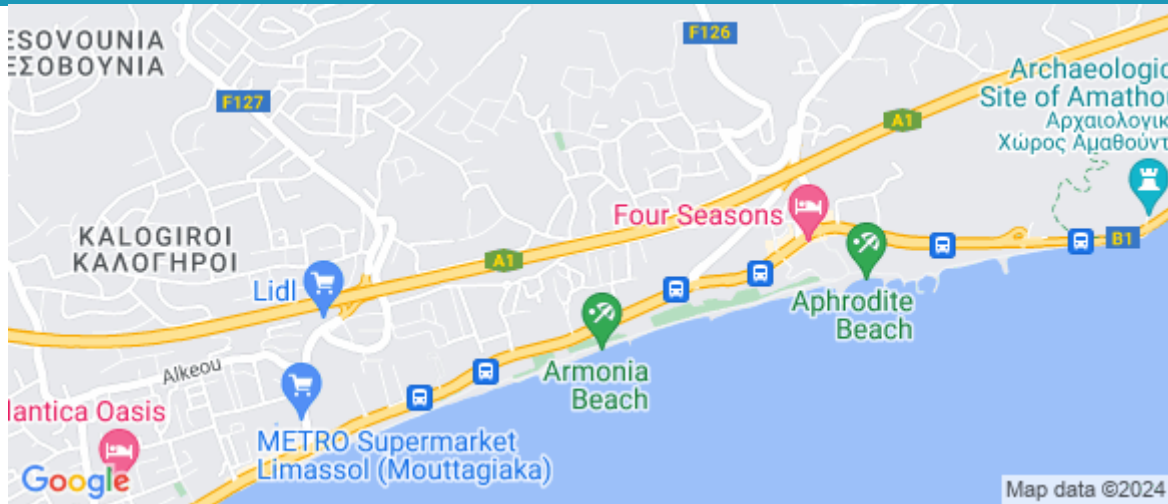 ESOVOUNIA
ΕΣΟΒΟΥΝΙΑ
F126
F127
Archaeologic
Site of Amathou
Αρχαιολογικ
Χώρος Αμαθούντ
A1
Four Seasons
KALOGIROI
ΚΑΛΟΓΗΡΟΙ
A1
B1
Lidl
Aphrodite
Beach
Alkeou
Armonia
Beach
lantica Oasis
METRO Supermarket
Limassol (Mouttagiaka)
Google
Map data ©2024